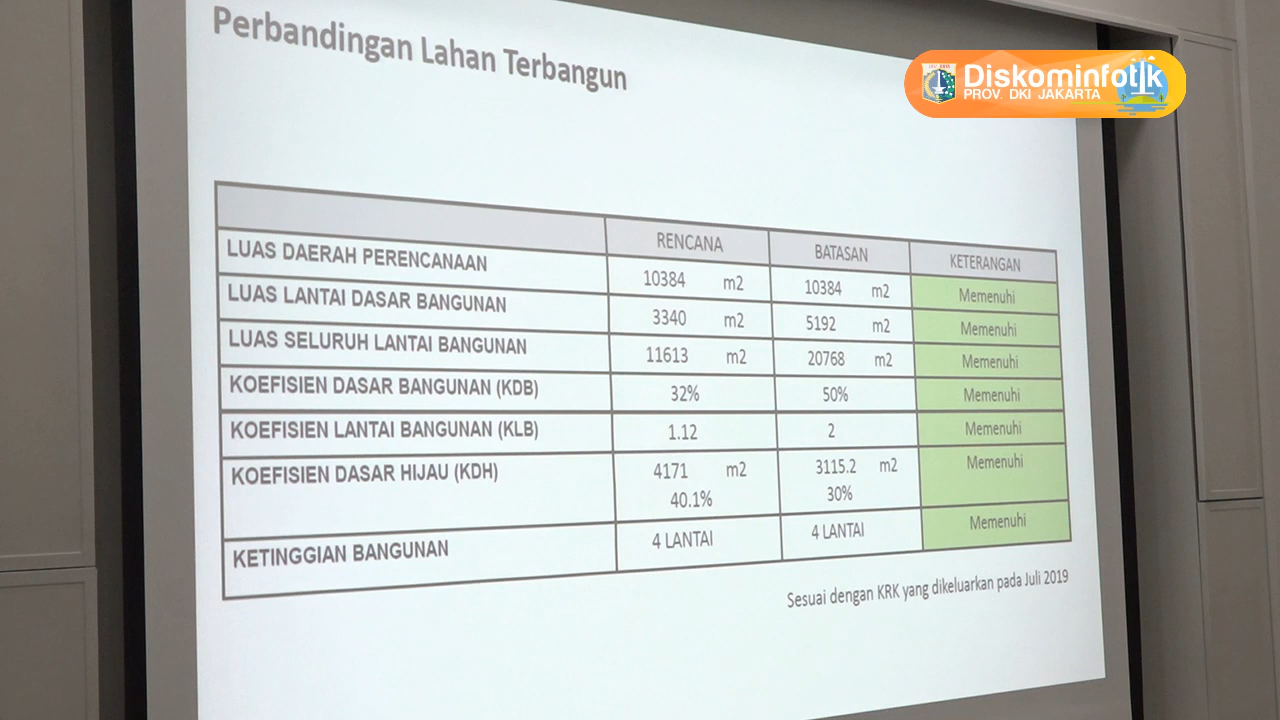 Perbandingan Lahan Terbangun
Diskominfotik
PROV. DKI JAKARTA
RENCANA BATASAN KETERANGAN
LUAS DAERAH PERENCANAAN 10384 m2 10384 m2 Memenuhi
LUAS LANTAI DASAR BANGUNAN 3340 m2 5192 m2 Memenuhi
LUAS SELURUH LANTAI BANGUNAN 11613 m2 20768 m2 Memenuhi
KOEFISIEN DASAR BANGUNAN (KDB) 32% 50% Memenuhi
KOEFISIEN LANTAI BANGUNAN (KLB) 1.12 2 Memenuhi
KOEFISIEN DASAR HIJAU (KDH) 4171 m2 3115.2 m2 Memenuhi
40.1% 30%
KETINGGIAN BANGUNAN 4 LANTAI 4 LANTAI Memenuhi
Sesuai dengan KRK yang dikeluarkan pada Juli 2019